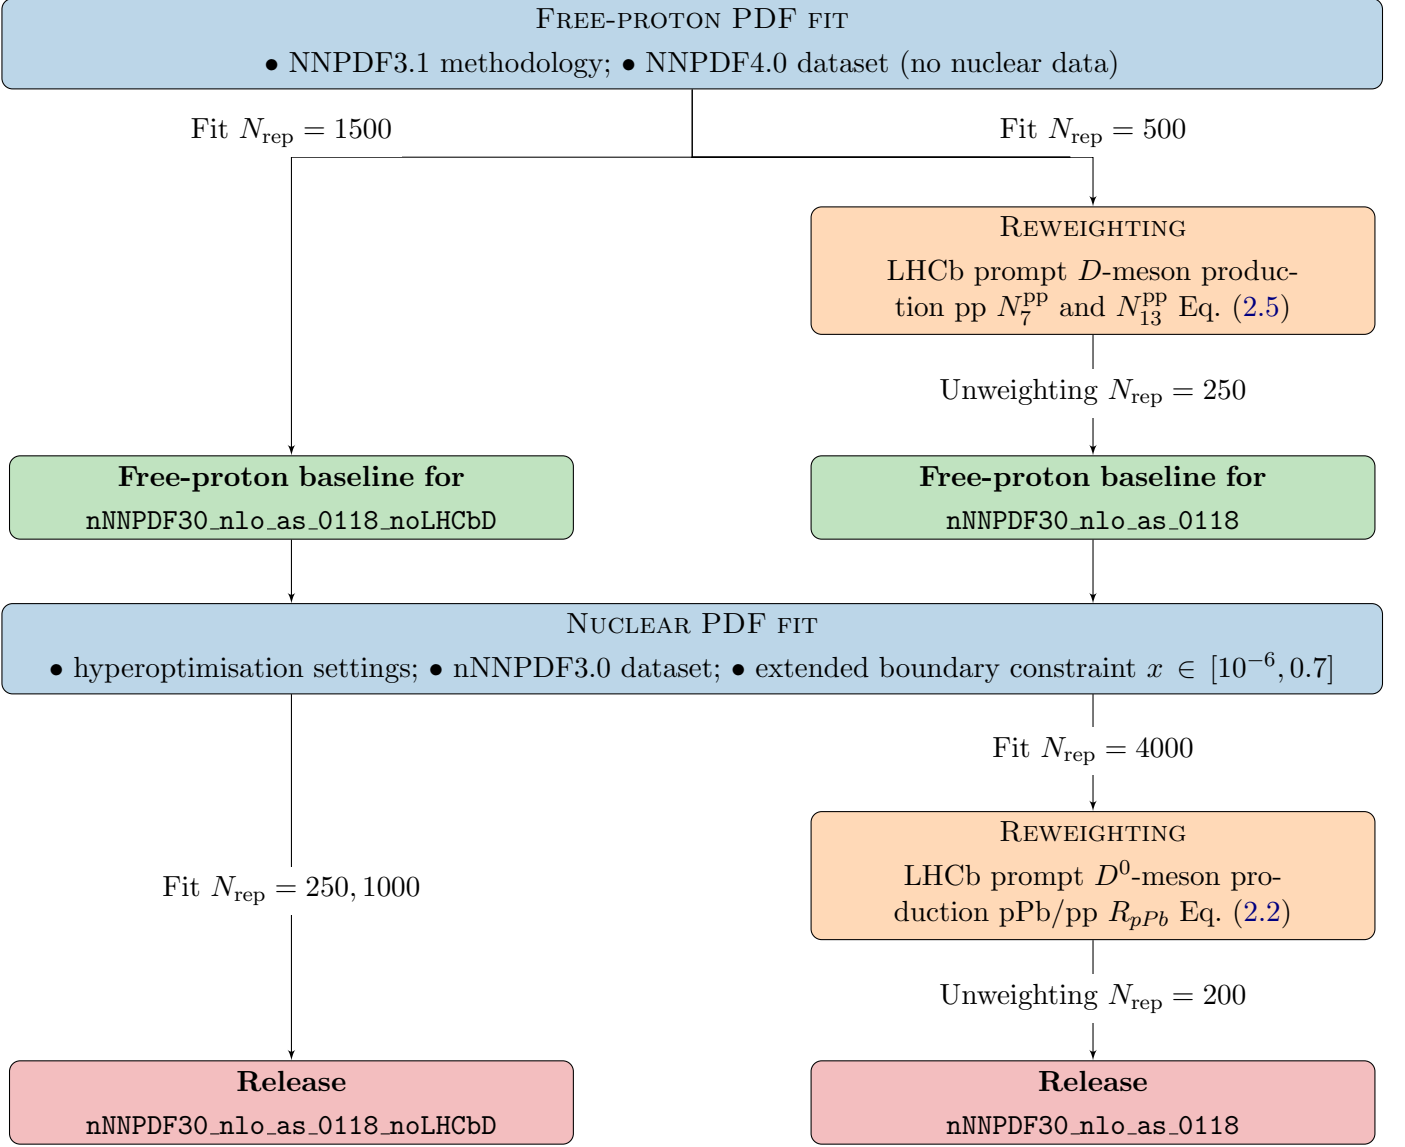 FREE-PROTON PDF FIT
• NNPDF3.1 methodology; • NNPDF4.0 dataset (no nuclear data)
Fit N_rep = 1500
Fit N_rep = 500
REWEIGHTING
LHCb prompt D-meson produc-
tion pp N_7^pp and N_13^pp Eq. (2.5)
Unweighting N_rep = 250
Free-proton baseline for
nNNPDF30_nlo_as_0118_noLHCbD
Free-proton baseline for
nNNPDF30_nlo_as_0118
NUCLEAR PDF FIT
• hyperoptimisation settings; • nNNPDF3.0 dataset; • extended boundary constraint x ∈ [10^−6, 0.7]
Fit N_rep = 4000
REWEIGHTING
LHCb prompt D^0-meson pro-
duction pPb/pp R_pPb Eq. (2.2)
Fit N_rep = 250, 1000
Unweighting N_rep = 200
Release
nNNPDF30_nlo_as_0118_noLHCbD
Release
nNNPDF30_nlo_as_0118